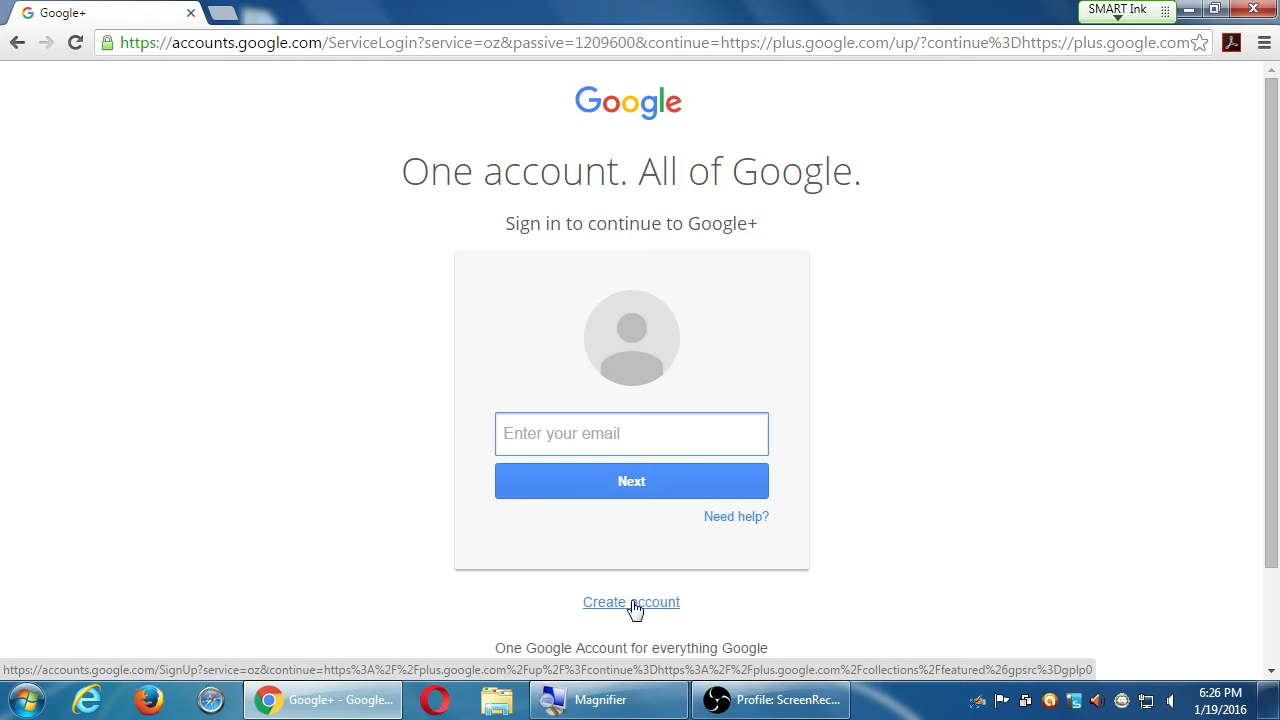 Google+
SMART Ink
https://accounts.google.com/ServiceLogin?service=oz&passive=1209600&continue=https://plus.google.com/up/?continue%3Dhttps://plus.google.com
Google
One account. All of Google.
Sign in to continue to Google+
Enter your email
Next
Need help?
Create account
One Google Account for everything Google
https://accounts.google.com/SignUp?service=oz&continue=https%3A%2F%2Fplus.google.com%2Fup%2F%3Fcontinue%3Dhttps%3A%2F%2Fplus.google.com%2Fcollections%2Ffeatured%26gpsrc%3Dgplp0
Google+ - Google...
Magnifier
Profile: ScreenRec...
6:26 PM
1/19/2016